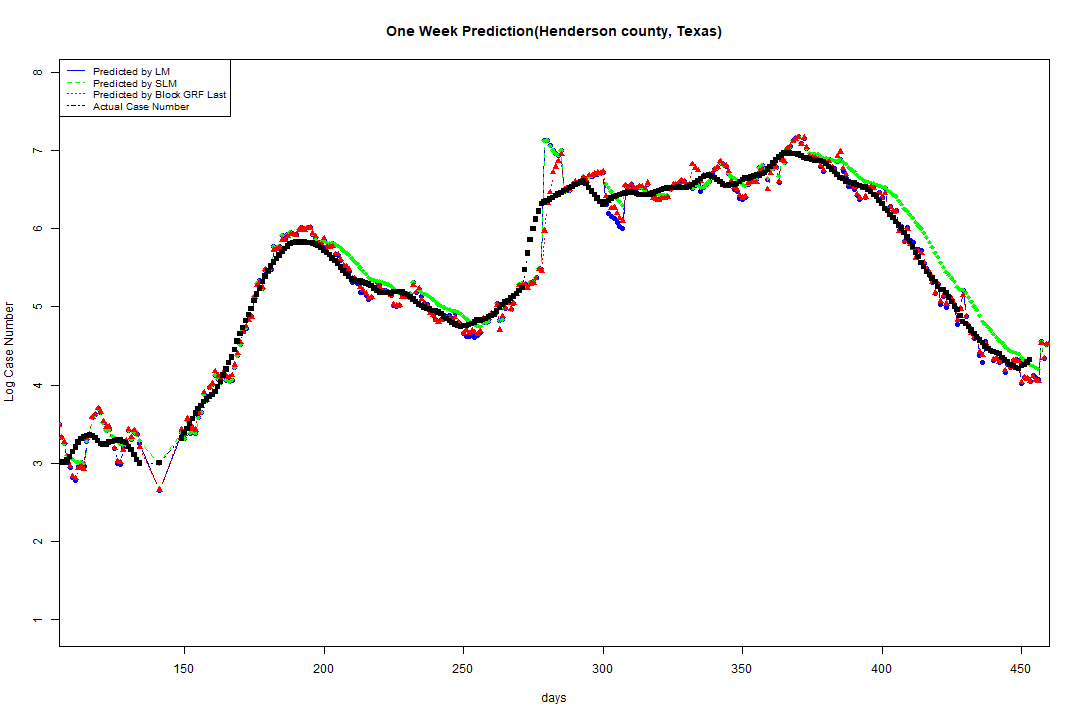 One Week Prediction(Henderson county, Texas)
Predicted by LM
Predicted by SLM
Predicted by Block GRF Last
Actual Case Number
8
7
6
5
4
3
2
1
Log Case Number
150 200 250 300 350 400 450
days